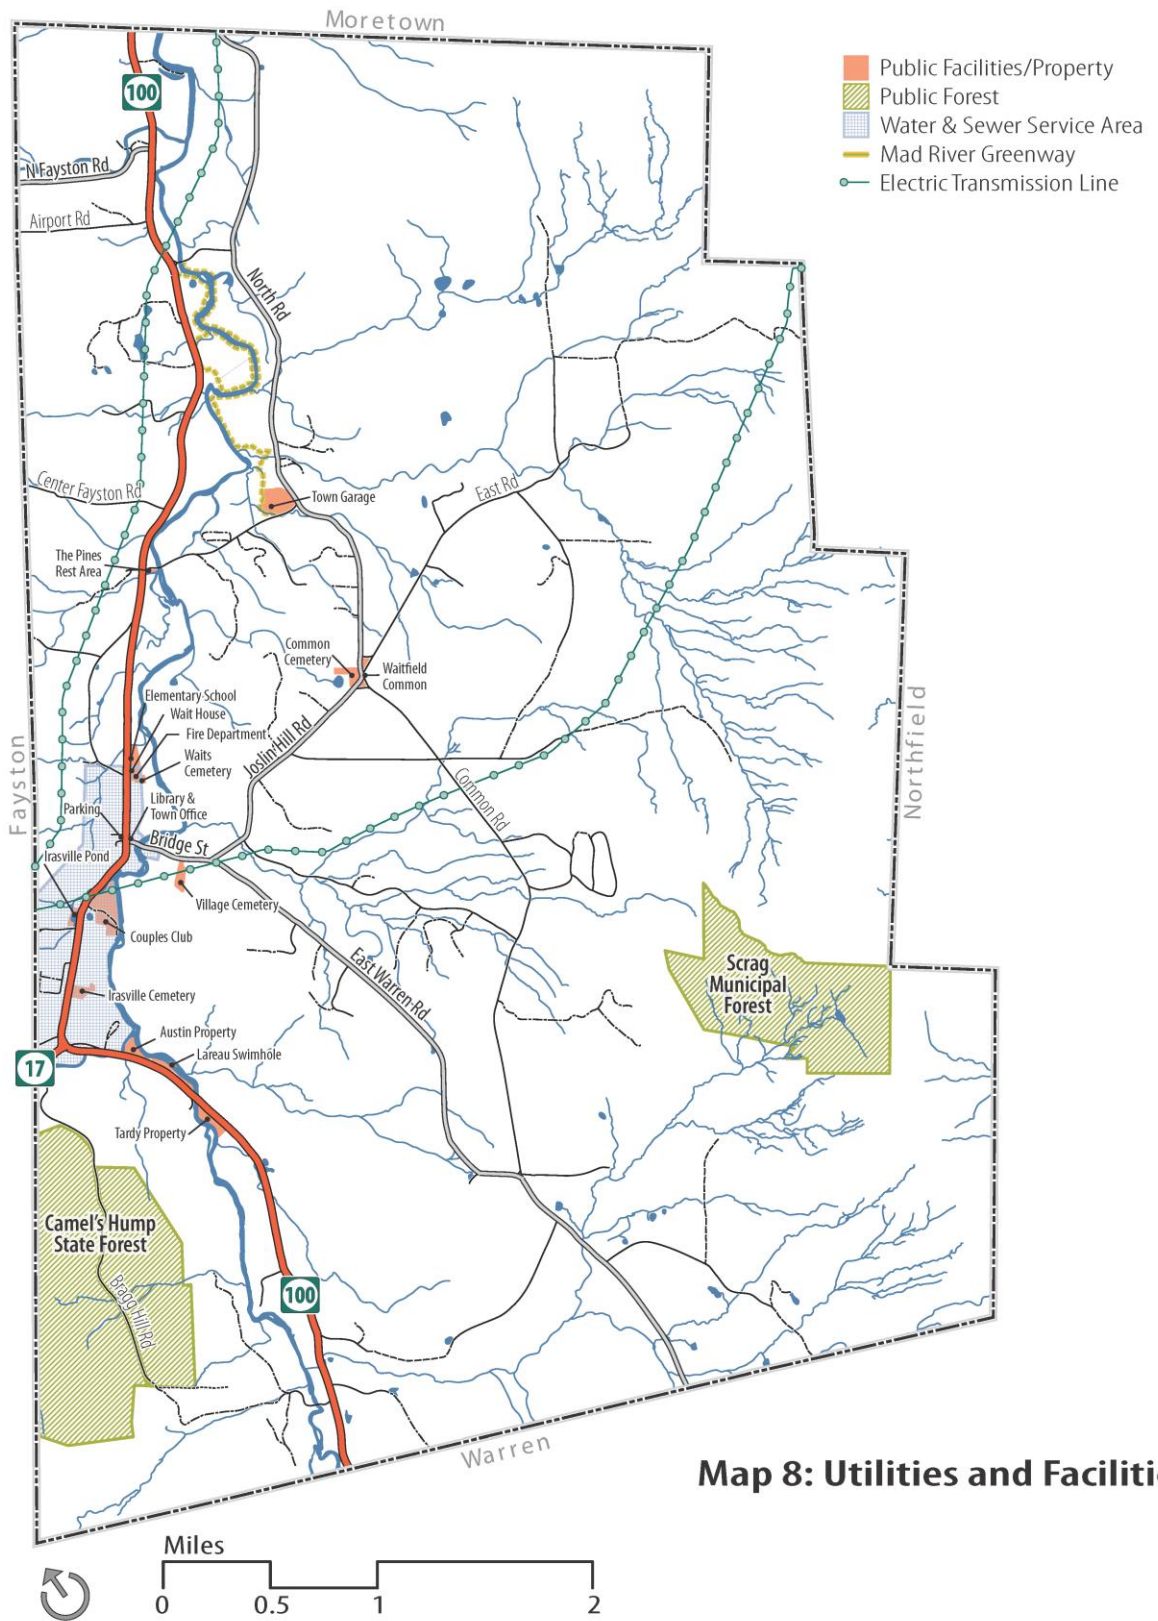 Moretown
Public Facilities/Property
Public Forest
Water & Sewer Service Area
Mad River Greenway
Electric Transmission Line
100
N Fayston Rd
Airport Rd
North Rd
Center Fayston Rd
Town Garage
East Rd
The Pines
Rest Area
Common
Cemetery
Waitfield
Common
Elementary School
Wait House
Fire Department
Waits
Cemetery
Joslin Hill Rd
Fayston
Northfield
Parking
Library &
Town Office
Common Rd
Bridge St
Irasville Pond
Village Cemetery
Couples Club
Scrag
Municipal
Forest
East Warren Rd
Irasville Cemetery
Austin Property
Lareau Swimhole
17
Tardy Property
Camel's Hump
State Forest
Bragg Hill Rd
100
Warren
Map 8: Utilities and Faciliti
Miles
0 0.5 1 2